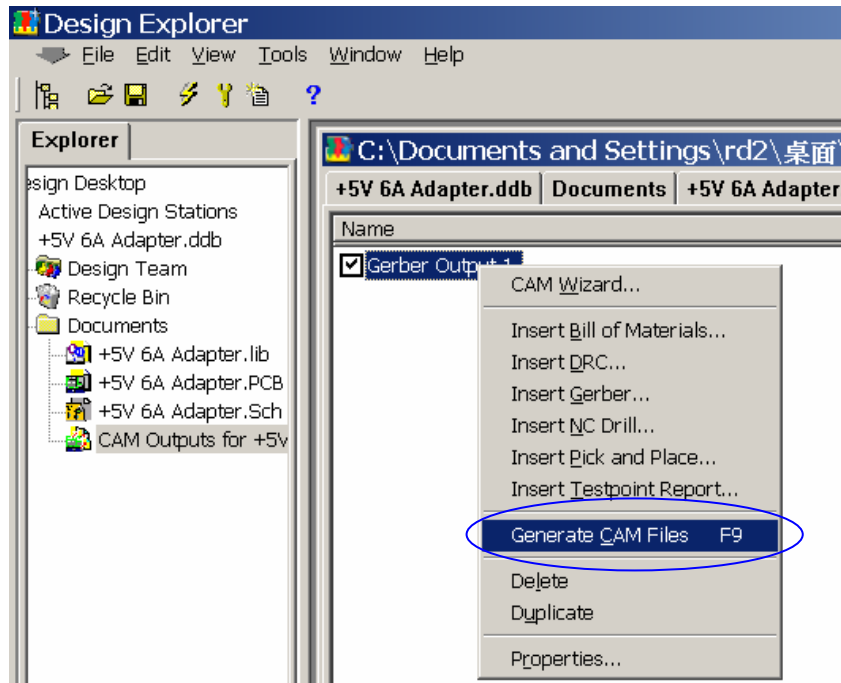 Design Explorer
File Edit View Tools Window Help
?
Explorer
esign Desktop
Active Design Stations
+5V 6A Adapter.ddb
Design Team
Recycle Bin
Documents
+5V 6A Adapter.lib
+5V 6A Adapter.PCB
+5V 6A Adapter.Sch
CAM Outputs for +5V
C:\Documents and Settings\rd2\桌面\
+5V 6A Adapter.ddb Documents +5V 6A Adapter
Name
Gerber Output 1
CAM Wizard...
Insert Bill of Materials...
Insert DRC...
Insert Gerber...
Insert NC Drill...
Insert Pick and Place...
Insert Testpoint Report...
Generate CAM Files F9
Delete
Duplicate
Properties...